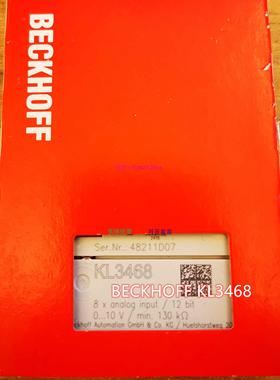 BECKHOFF
Ser.Nr.: 48211D07
KL3468
BECKHOFF KL3468
8 x analog input / 12 bit
0...10 V / min. 130 kΩ
ckhoff Automation GmbH & Co. KG / Huelshorstweg 20